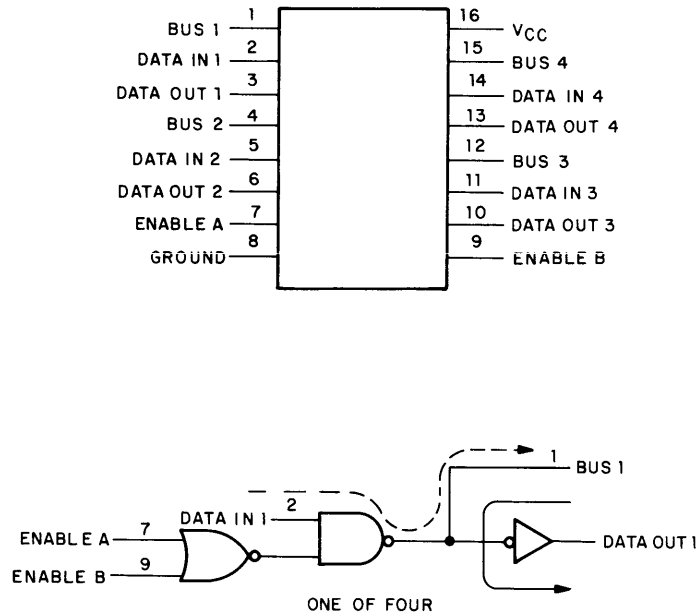 1
BUS 1
2
DATA IN 1
3
DATA OUT 1
4
BUS 2
5
DATA IN 2
6
DATA OUT 2
7
ENABLE A
8
GROUND
16
VCC
15
BUS 4
14
DATA IN 4
13
DATA OUT 4
12
BUS 3
11
DATA IN 3
10
DATA OUT 3
9
ENABLE B
1
BUS 1
2
DATA IN 1
7
ENABLE A
9
ENABLE B
DATA OUT 1
ONE OF FOUR